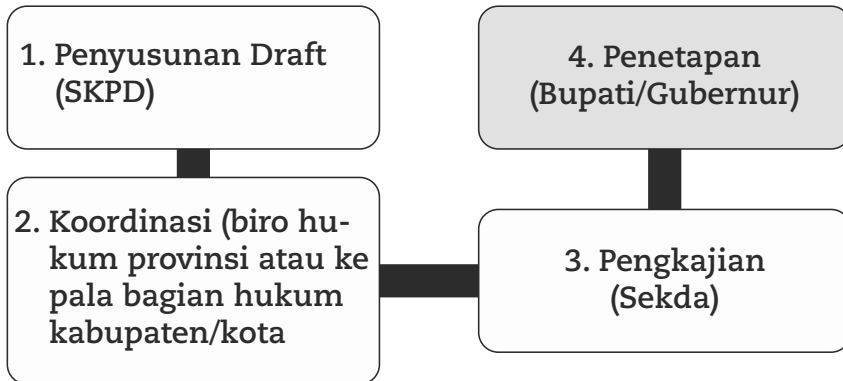 1. Penyusunan Draft
(SKPD)
2. Koordinasi (biro hu-
kum provinsi atau ke
pala bagian hukum
kabupaten/kota
3. Pengkajian
(Sekda)
4. Penetapan
(Bupati/Gubernur)